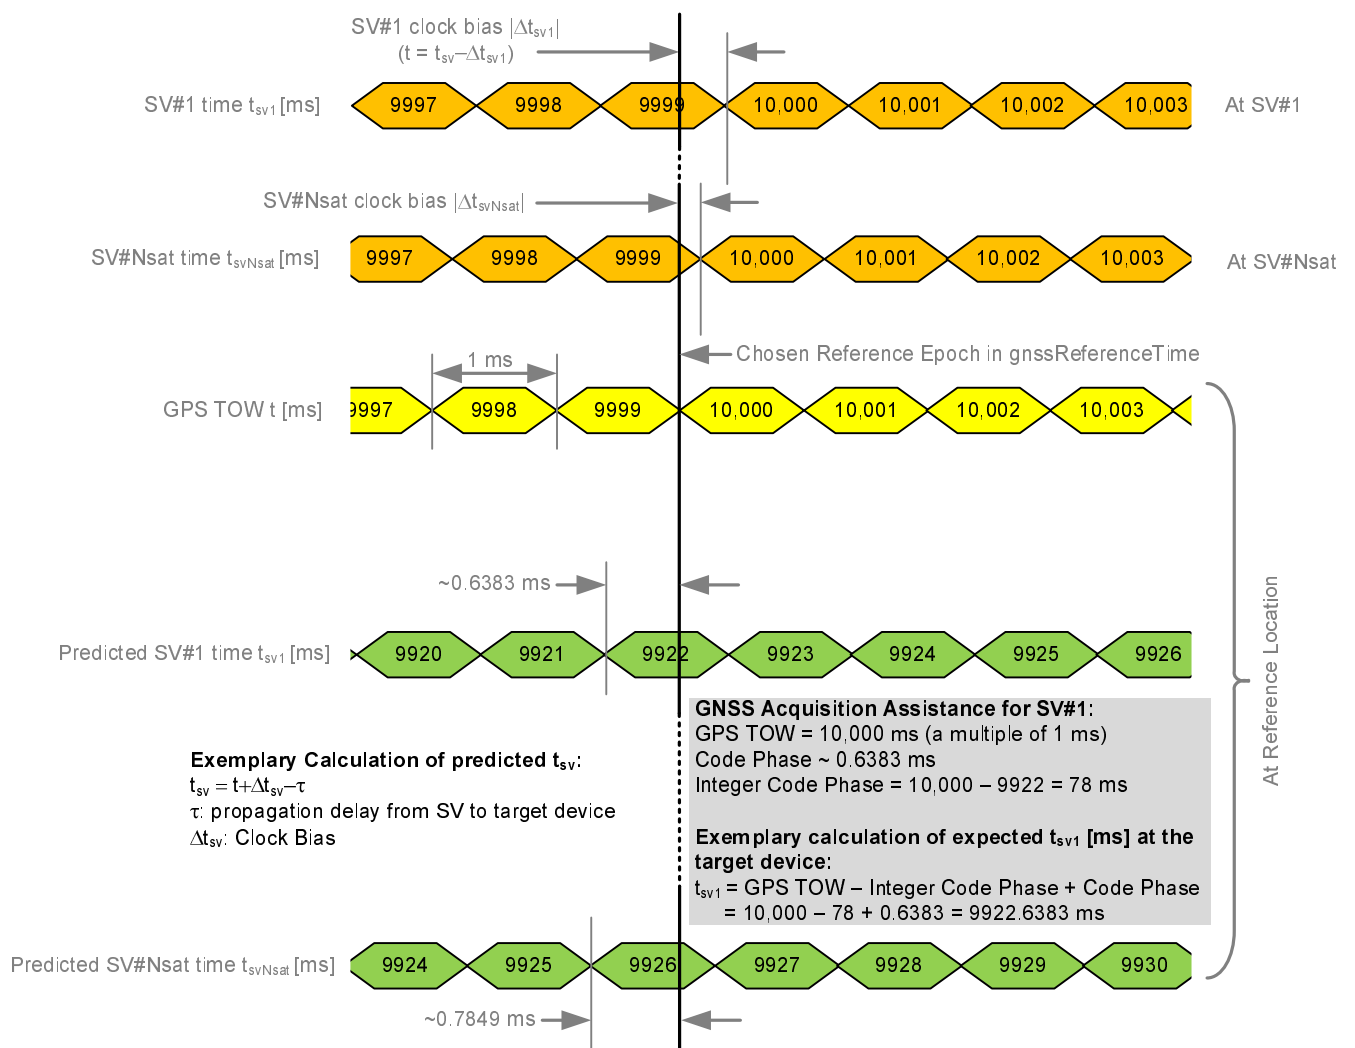 SV#1 clock bias |Δtsv1|
(t = tsv–Δtsv1)
SV#1 time tsv1 [ms]
9997 9998 9999 10,000 10,001 10,002 10,003
At SV#1
SV#Nsat clock bias |ΔtsvNsat|
SV#Nsat time tsvNsat [ms]
9997 9998 9999 10,000 10,001 10,002 10,003
At SV#Nsat
Chosen Reference Epoch in gnssReferenceTime
1 ms
GPS TOW t [ms]
9997 9998 9999 10,000 10,001 10,002 10,003
~0.6383 ms
Predicted SV#1 time tsv1 [ms]
9920 9921 9922 9923 9924 9925 9926
At Reference Location
GNSS Acquisition Assistance for SV#1:
GPS TOW = 10,000 ms (a multiple of 1 ms)
Code Phase ~ 0.6383 ms
Integer Code Phase = 10,000 – 9922 = 78 ms
Exemplary calculation of expected tsv1 [ms] at the
target device:
tsv1 = GPS TOW – Integer Code Phase + Code Phase
= 10,000 – 78 + 0.6383 = 9922.6383 ms
Exemplary Calculation of predicted tsv:
tsv = t+Δtsv–τ
τ: propagation delay from SV to target device
Δtsv: Clock Bias
Predicted SV#Nsat time tsvNsat [ms]
9924 9925 9926 9927 9928 9929 9930
~0.7849 ms